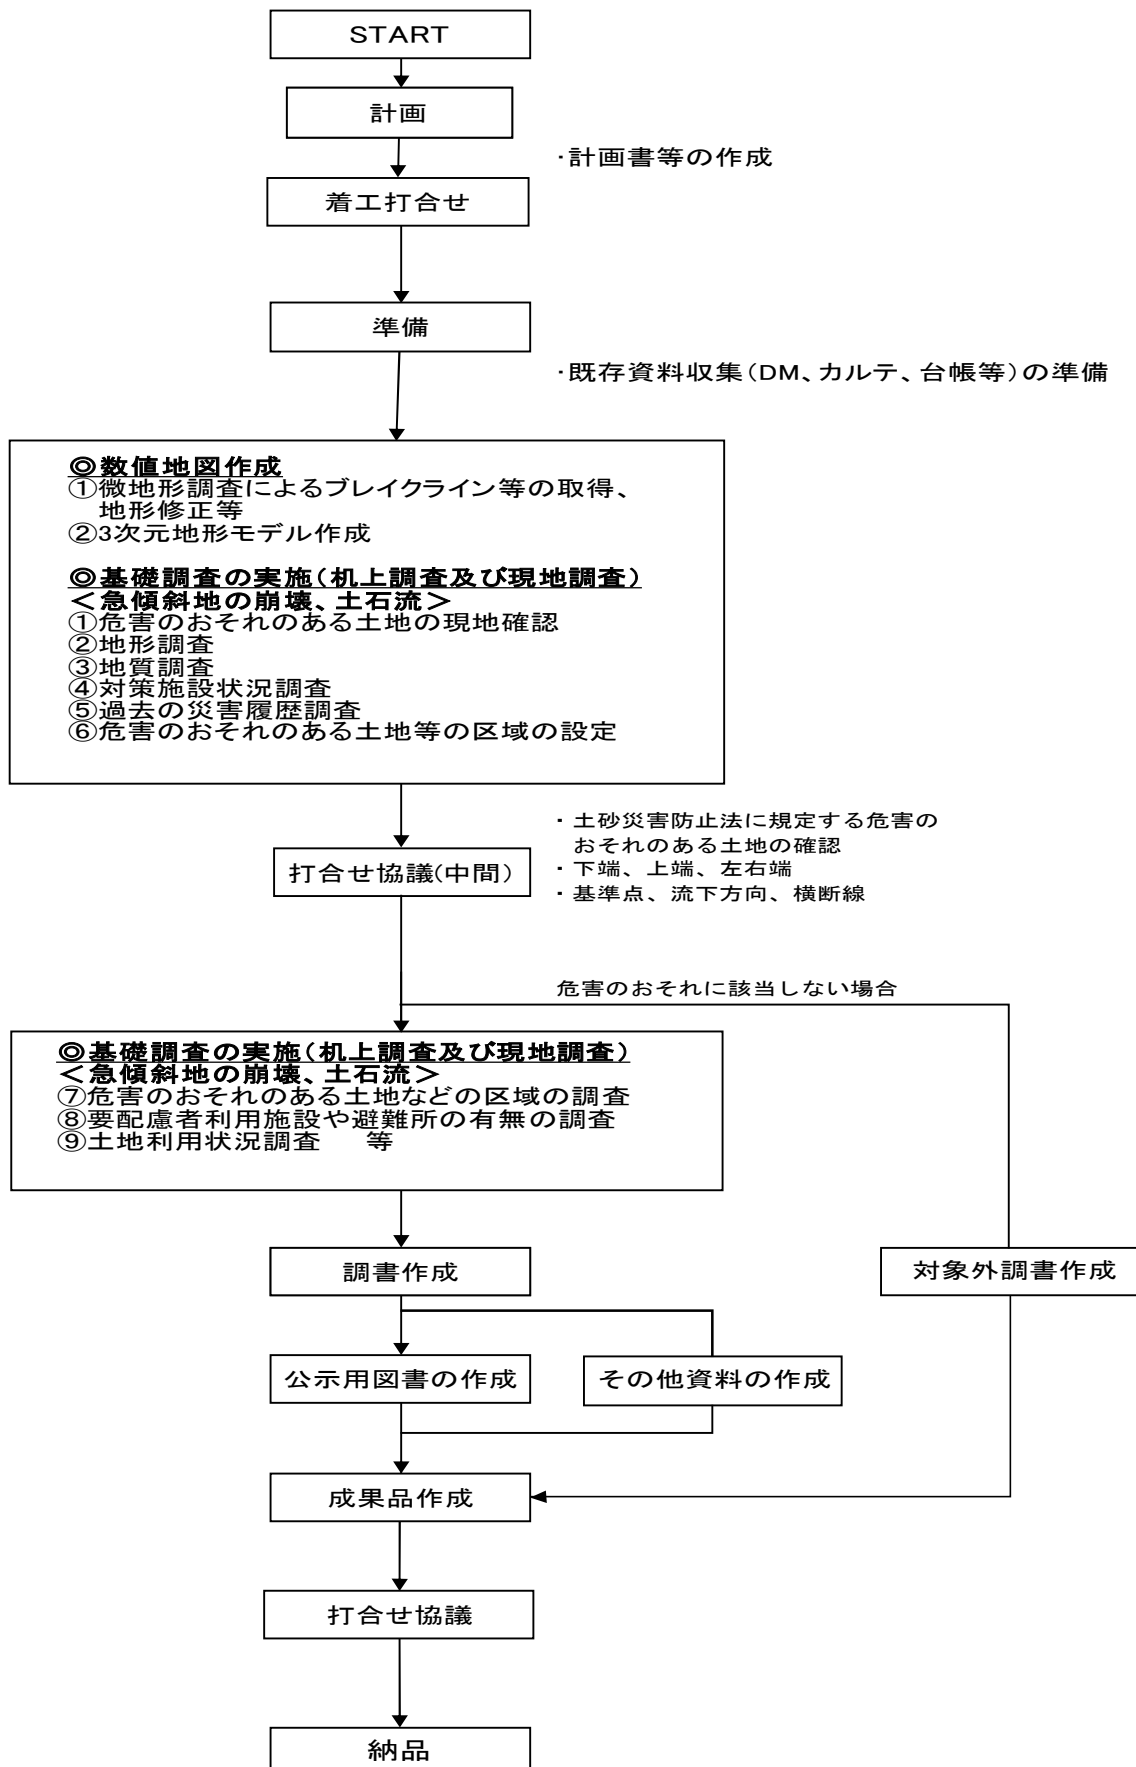 START
計画
・計画書等の作成
着工打合せ
準備
・既存資料収集(DM、カルテ、台帳等)の準備
◎数値地図作成
①微地形調査によるブレイクライン等の取得、
地形修正等
②3次元地形モデル作成
◎基礎調査の実施(机上調査及び現地調査)
＜急傾斜地の崩壊、土石流＞
①危害のおそれのある土地の現地確認
②地形調査
③地質調査
④対策施設状況調査
⑤過去の災害履歴調査
⑥危害のおそれのある土地等の区域の設定
打合せ協議(中間)
・土砂災害防止法に規定する危害の
おそれのある土地の確認
・下端、上端、左右端
・基準点、流下方向、横断線
危害のおそれに該当しない場合
◎基礎調査の実施(机上調査及び現地調査)
＜急傾斜地の崩壊、土石流＞
⑦危害のおそれのある土地などの区域の調査
⑧要配慮者利用施設や避難所の有無の調査
⑨土地利用状況調査　等
調書作成
対象外調書作成
公示用図書の作成
その他資料の作成
成果品作成
打合せ協議
納品